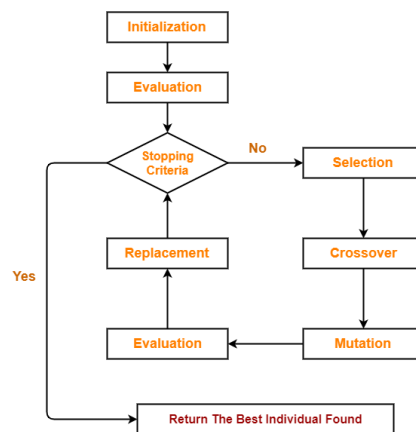 Initialization
Evaluation
Stopping
Criteria
No
Selection
Replacement
Crossover
Yes
Evaluation
Mutation
Return The Best Individual Found